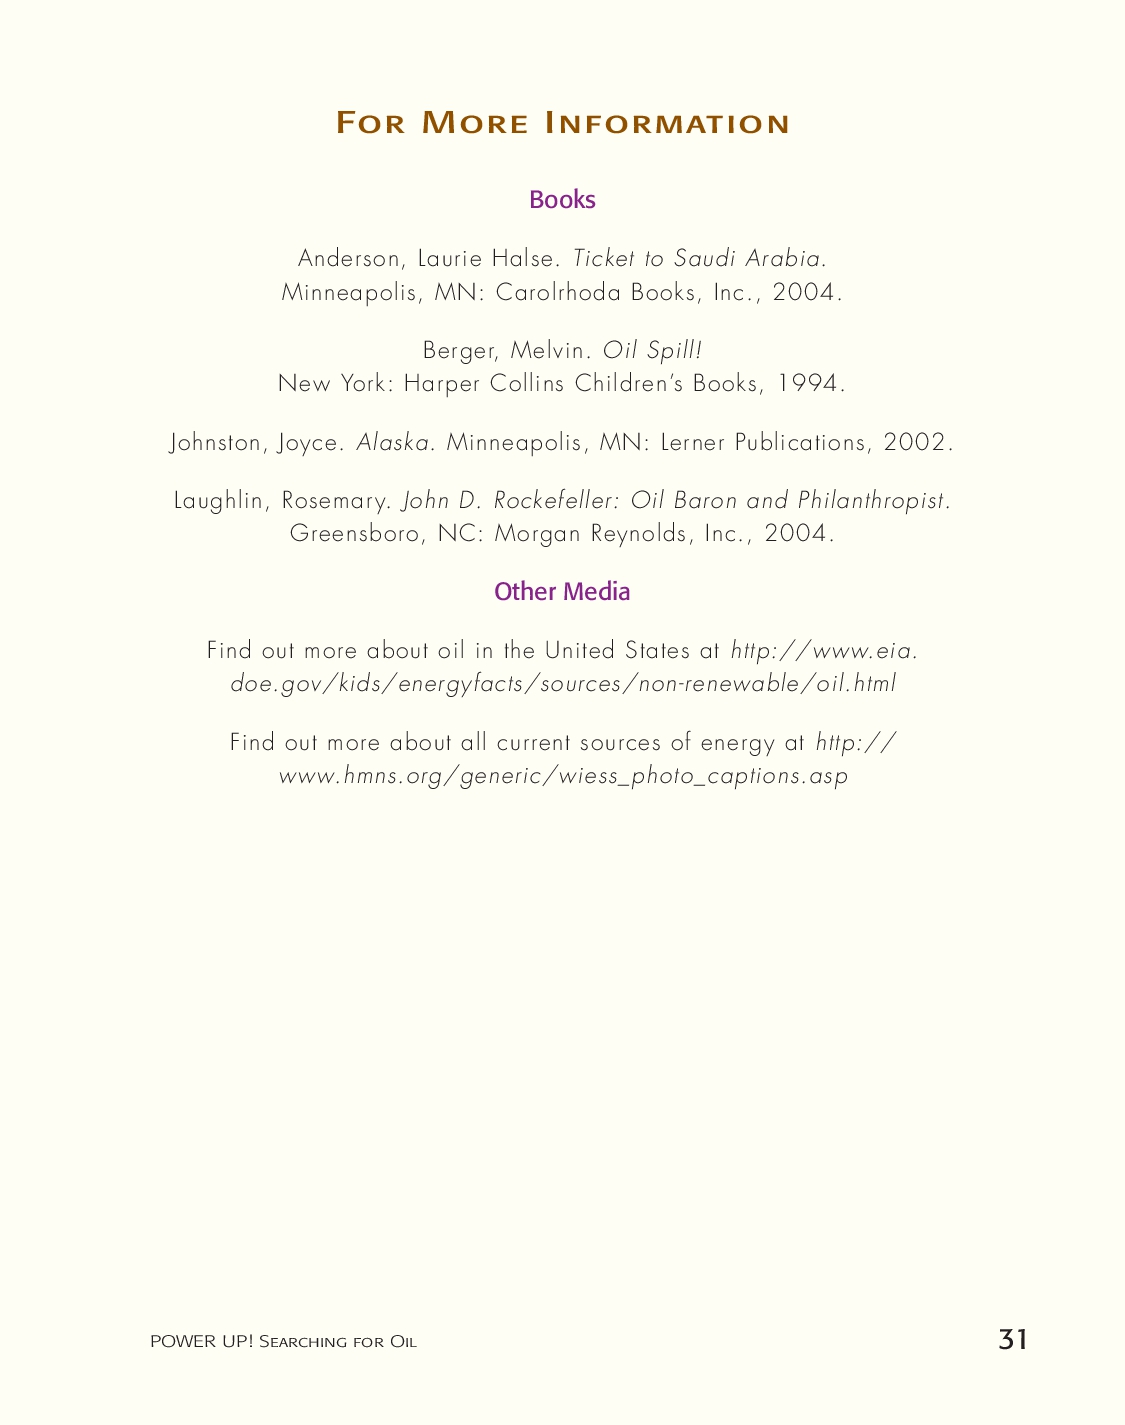 For More Information
Books
Anderson, Laurie Halse. Ticket to Saudi Arabia.
Minneapolis, MN: Carolrhoda Books, Inc., 2004.
Berger, Melvin. Oil Spill!
New York: Harper Collins Children’s Books, 1994.
Johnston, Joyce. Alaska. Minneapolis, MN: Lerner Publications, 2002.
Laughlin, Rosemary. John D. Rockefeller: Oil Baron and Philanthropist.
Greensboro, NC: Morgan Reynolds, Inc., 2004.
Other Media
Find out more about oil in the United States at http://www.eia.
doe.gov/kids/energyfacts/sources/non-renewable/oil.html
Find out more about all current sources of energy at http://
www.hmns.org/generic/wiess_photo_captions.asp
POWER UP! Searching for Oil
31